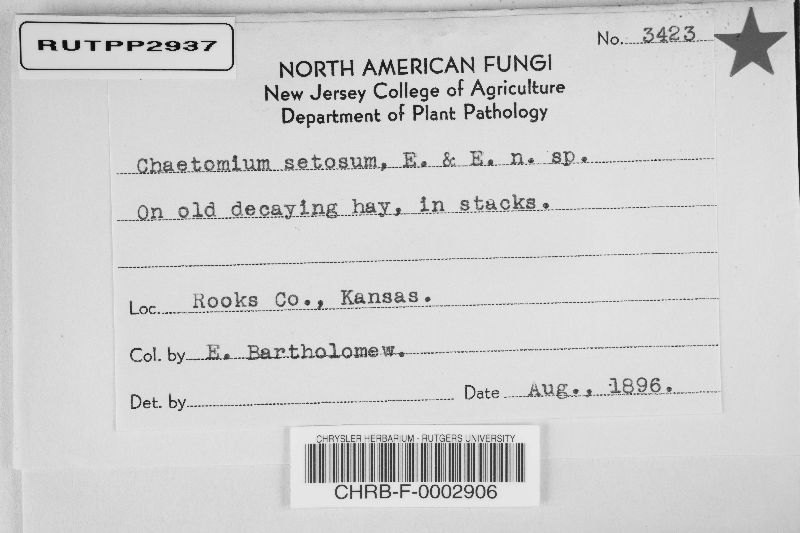 RUTPP2937
No. 3423
NORTH AMERICAN FUNGI
New Jersey College of Agriculture
Department of Plant Pathology
Chaetomium setosum, E. & E. n. sp.
On old decaying hay, in stacks.
Loc. Rooks Co., Kansas.
Col. by E. Bartholomew.
Det. by
Date Aug., 1896.
CHRYSLER HERBARIUM - RUTGERS UNIVERSITY
CHRB-F-0002906